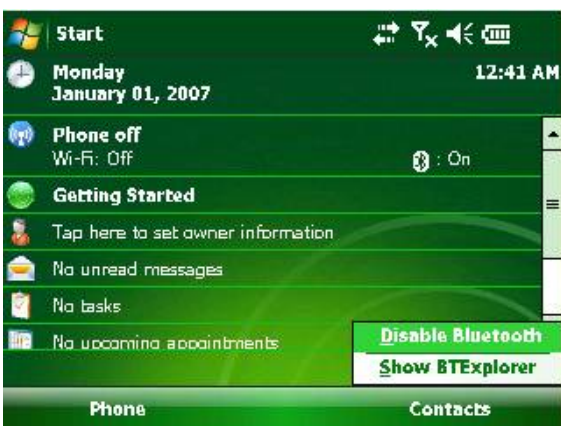 Start
Monday
12:41 AM
January 01, 2007
Phone off
Wi-Fi: Off
: On
Getting Started
Tap here to set owner information
No unread messages
No tasks
No upcoming appointments
Disable Bluetooth
Show BTExplorer
Phone
Contacts